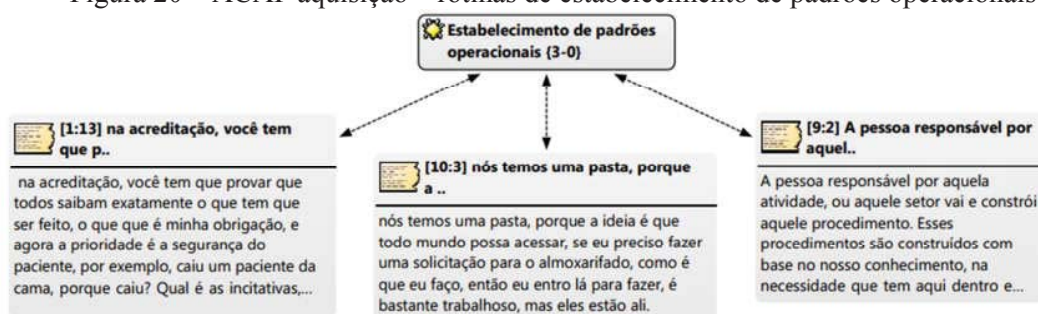 Figura 20 – ACAP aquisição – rotinas de estabelecimento de padrões operacionais
Estabelecimento de padrões
operacionais {3-0}
[1:13] na acreditação, você tem
que p..
na acreditação, você tem que provar que
todos saibam exatamente o que tem que
ser feito, o que que é minha obrigação, e
agora a prioridade é a segurança do
paciente, por exemplo, caiu um paciente da
cama, porque caiu? Qual é as incitativas,...
[10:3] nós temos uma pasta, porque
a ..
nós temos uma pasta, porque a ideia é que
todo mundo possa acessar, se eu preciso fazer
uma solicitação para o almoxarifado, como é
que eu faço, então eu entro lá para fazer, é
bastante trabalhoso, mas eles estão ali.
[9:2] A pessoa responsável por
aquel..
A pessoa responsável por aquela
atividade, ou aquele setor vai e constrói
aquele procedimento. Esses
procedimentos são construídos com
base no nosso conhecimento, na
necessidade que tem aqui dentro e...